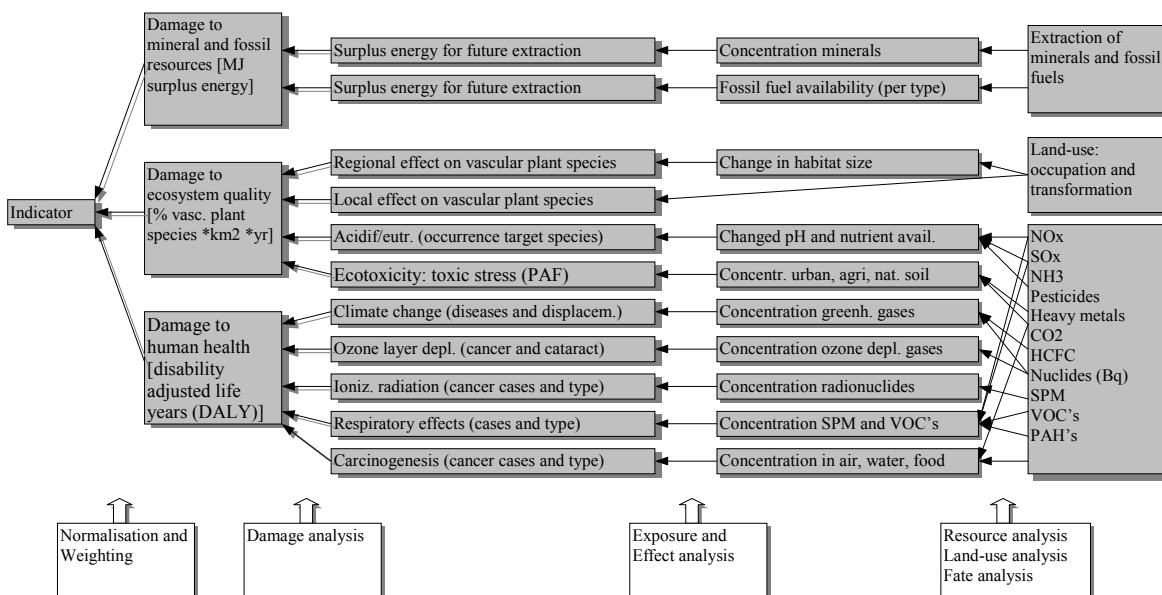 Damage to
mineral and fossil
resources [MJ
surplus energy]
Surplus energy for future extraction
Concentration minerals
Extraction of
minerals and fossil
fuels
Surplus energy for future extraction
Fossil fuel availability (per type)
Indicator
Damage to
ecosystem quality
[% vasc. plant
species *km2 *yr]
Regional effect on vascular plant species
Change in habitat size
Land-use:
occupation and
transformation
Local effect on vascular plant species
Acidif/eutr. (occurrence target species)
Changed pH and nutrient avail.
Ecotoxicity: toxic stress (PAF)
Concentr. urban, agri, nat. soil
Damage to
human health
[disability
adjusted life
years (DALY)]
Climate change (diseases and displacem.)
Concentration greenh. gases
Ozone layer depl. (cancer and cataract)
Concentration ozone depl. gases
Ioniz. radiation (cancer cases and type)
Concentration radionuclides
Respiratory effects (cases and type)
Concentration SPM and VOC's
Carcinogenesis (cancer cases and type)
Concentration in air, water, food
NOx
SOx
NH3
Pesticides
Heavy metals
CO2
HCFC
Nuclides (Bq)
SPM
VOC's
PAH's
Normalisation and
Weighting
Damage analysis
Exposure and
Effect analysis
Resource analysis
Land-use analysis
Fate analysis